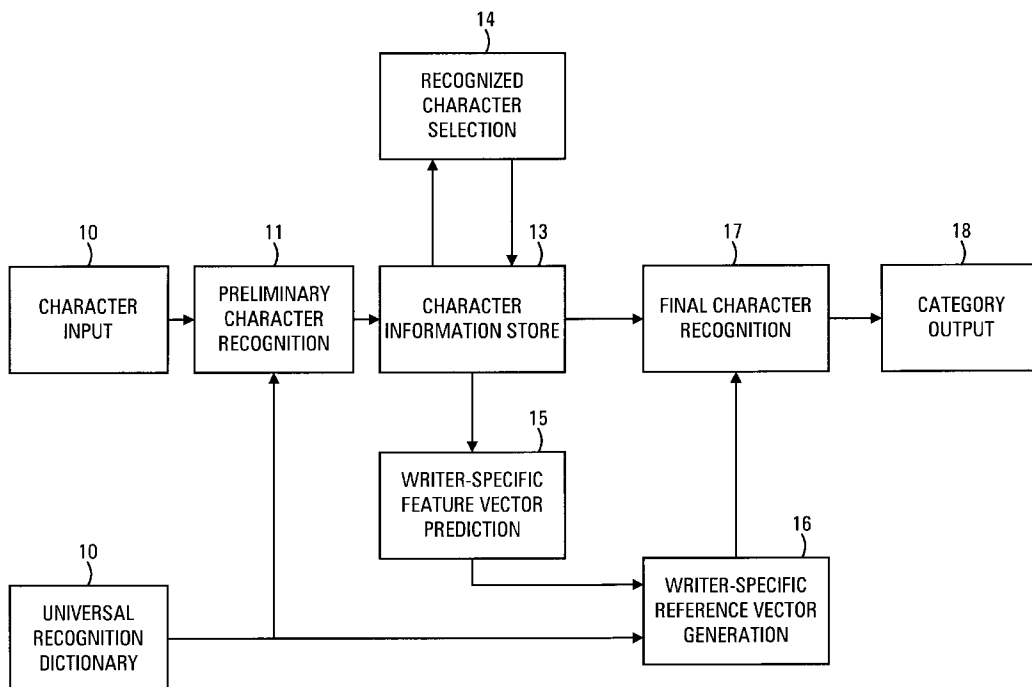 14
RECOGNIZED
CHARACTER
SELECTION
10
CHARACTER
INPUT
11
PRELIMINARY
CHARACTER
RECOGNITION
13
CHARACTER
INFORMATION STORE
17
FINAL CHARACTER
RECOGNITION
18
CATEGORY
OUTPUT
15
WRITER-SPECIFIC
FEATURE VECTOR
PREDICTION
10
UNIVERSAL
RECOGNITION
DICTIONARY
16
WRITER-SPECIFIC
REFERENCE VECTOR
GENERATION